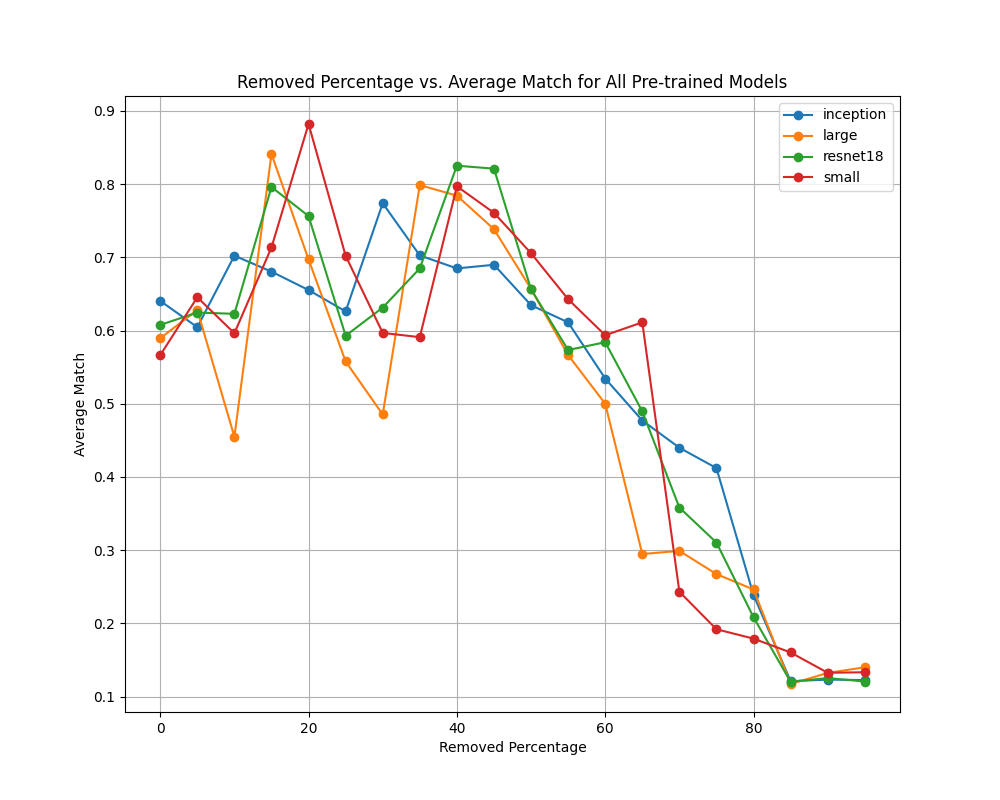 Removed Percentage vs. Average Match for All Pre-trained Models
inception
large
resnet18
small
0.9
0.8
0.7
0.6
0.5
0.4
0.3
0.2
0.1
Average Match
0 20 40 60 80
Removed Percentage